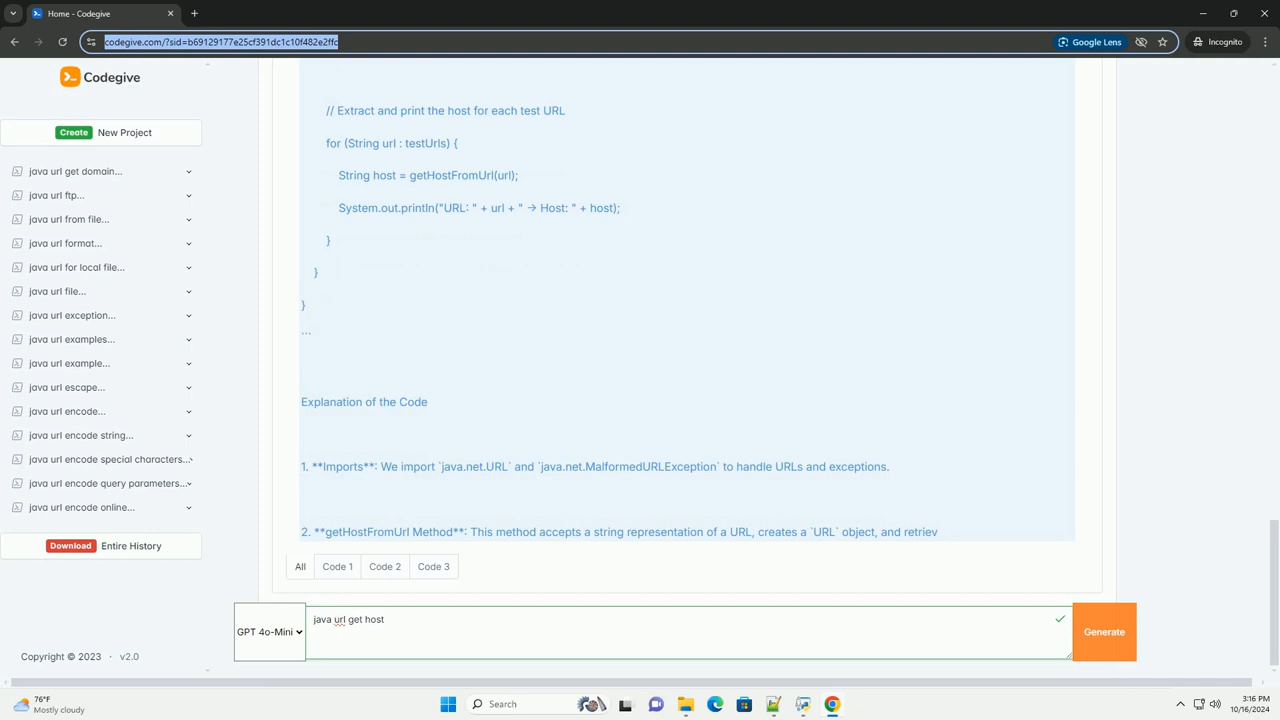 Home - Codegive
codegive.com/?sid=b69129177e25cf391dc1c10f482e2ffc
Google Lens
Incognito
Codegive
Create New Project
java url get domain...
java url ftp...
java url from file...
java url format...
java url for local file...
java url file...
java url exception...
java url examples...
java url example...
java url escape...
java url encode...
java url encode string...
java url encode special characters...
java url encode query parameters...
java url encode online...
Download Entire History
Copyright © 2023 · v2.0
// Extract and print the host for each test URL
for (String url : testUrls) {
String host = getHostFromUrl(url);
System.out.println("URL: " + url + " -> Host: " + host);
}
}
}
```
Explanation of the Code
1. **Imports**: We import `java.net.URL` and `java.net.MalformedURLException` to handle URLs and exceptions.
2. **getHostFromUrl Method**: This method accepts a string representation of a URL, creates a `URL` object, and retriev
All Code 1 Code 2 Code 3
GPT 4o-Mini
java url get host
Generate
76°F
Mostly cloudy
Search
3:16 PM
10/16/2024